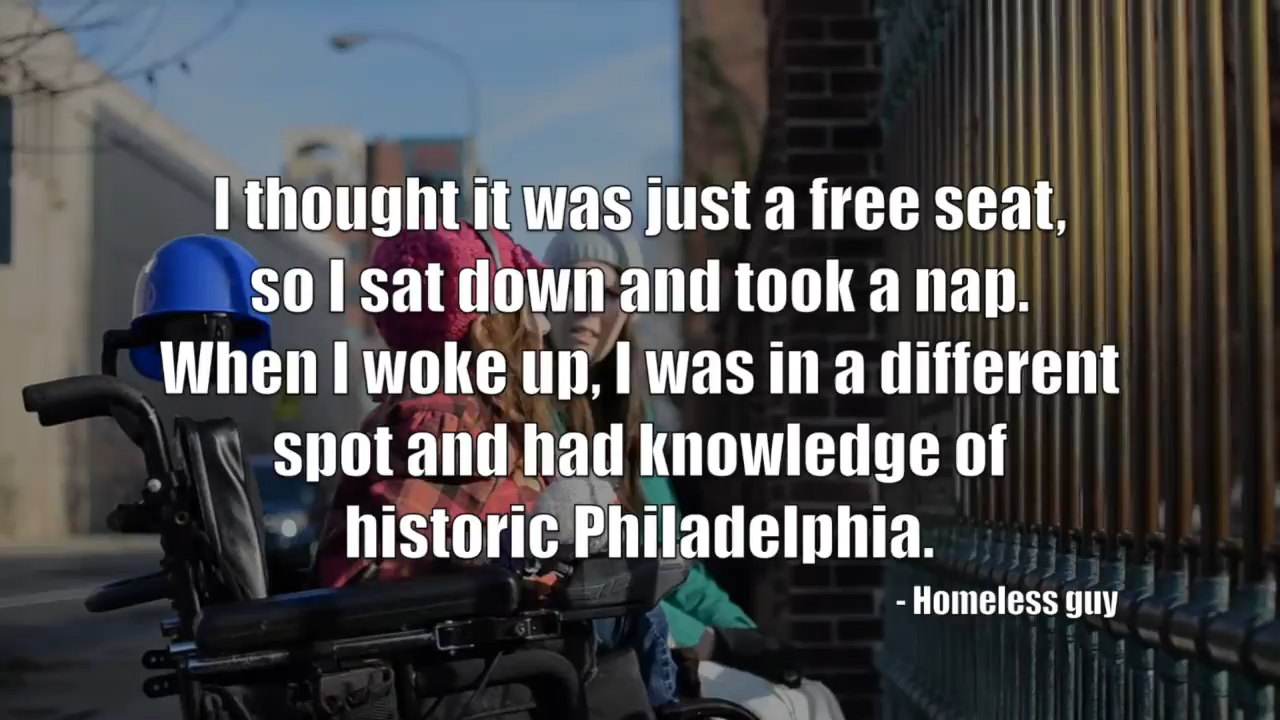 I thought it was just a free seat,
so I sat down and took a nap.
When I woke up, I was in a different
spot and had knowledge of
historic Philadelphia.
- Homeless guy